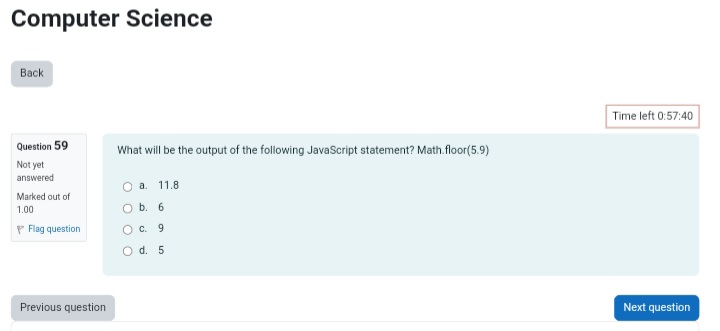 Computer Science
Back
Time left 0:57:40
Question 59
Not yet
answered
Marked out of
1.00
Flag question
What will be the output of the following JavaScript statement? Math.floor(5.9)
a. 11.8
b. 6
c. 9
d. 5
Previous question
Next question